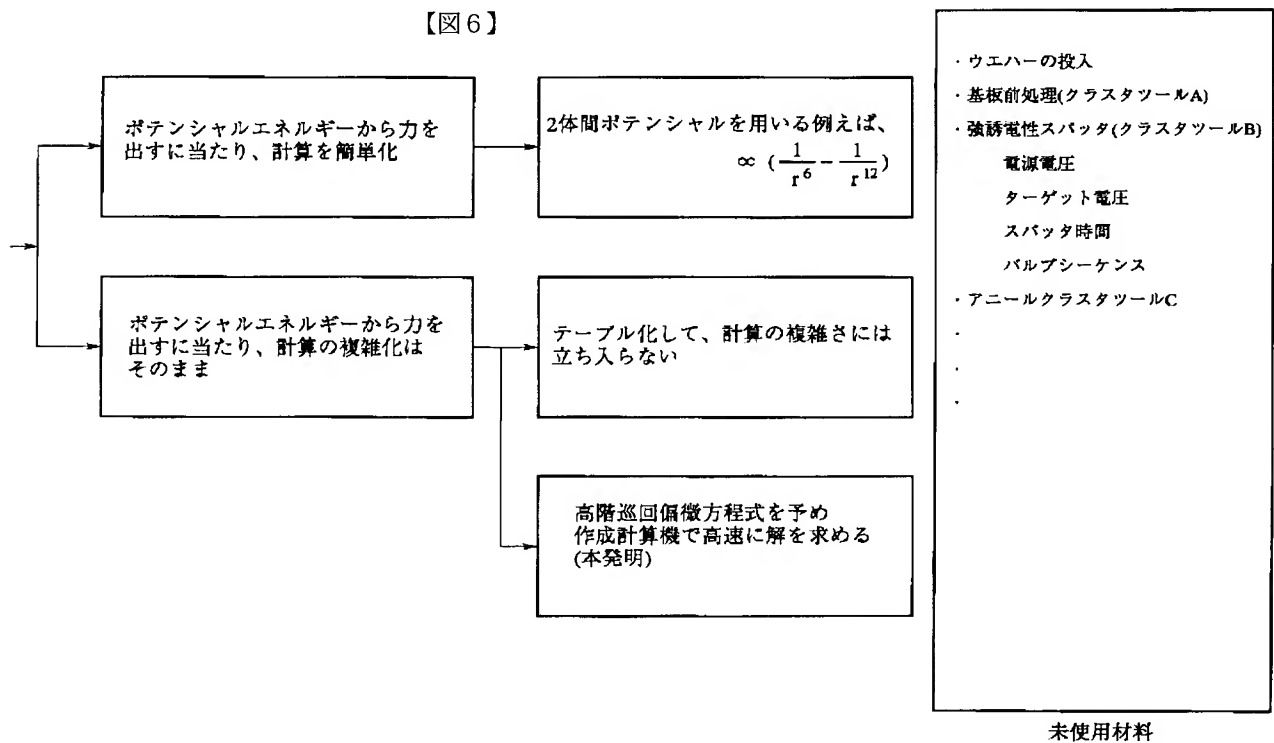 【図6】
ポテンシャルエネルギーから力を
出すに当たり、計算を簡単化
2体間ポテンシャルを用いる例えば、
∝ (1/r^6 − 1/r^12)
ポテンシャルエネルギーから力を
出すに当たり、計算の複雑化は
そのまま
テーブル化して、計算の複雑さには
立ち入らない
高階巡回偏微方程式を予め
作成計算機で高速に解を求める
(本発明)
・ウエハーの投入
・基板前処理(クラスタツールA)
・強誘電性スパッタ(クラスタツールB)
電源電圧
ターゲット電圧
スパッタ時間
バルブシーケンス
・アニールクラスタツールC
・
・
・
未使用材料